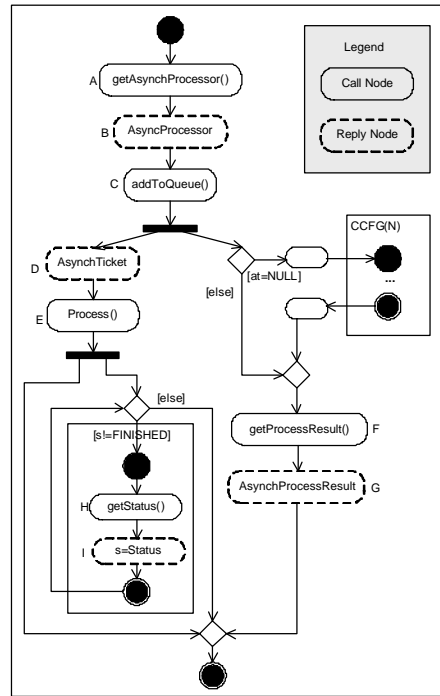 Legend
Call Node
Reply Node
A
getAsynchProcessor()
B
AsyncProcessor
C
addToQueue()
CCFG(N)
D
AsynchTicket
[at=NULL]
...
[else]
E
Process()
[else]
[s!=FINISHED]
getProcessResult()
F
AsynchProcessResult
G
H
getStatus()
I
s=Status